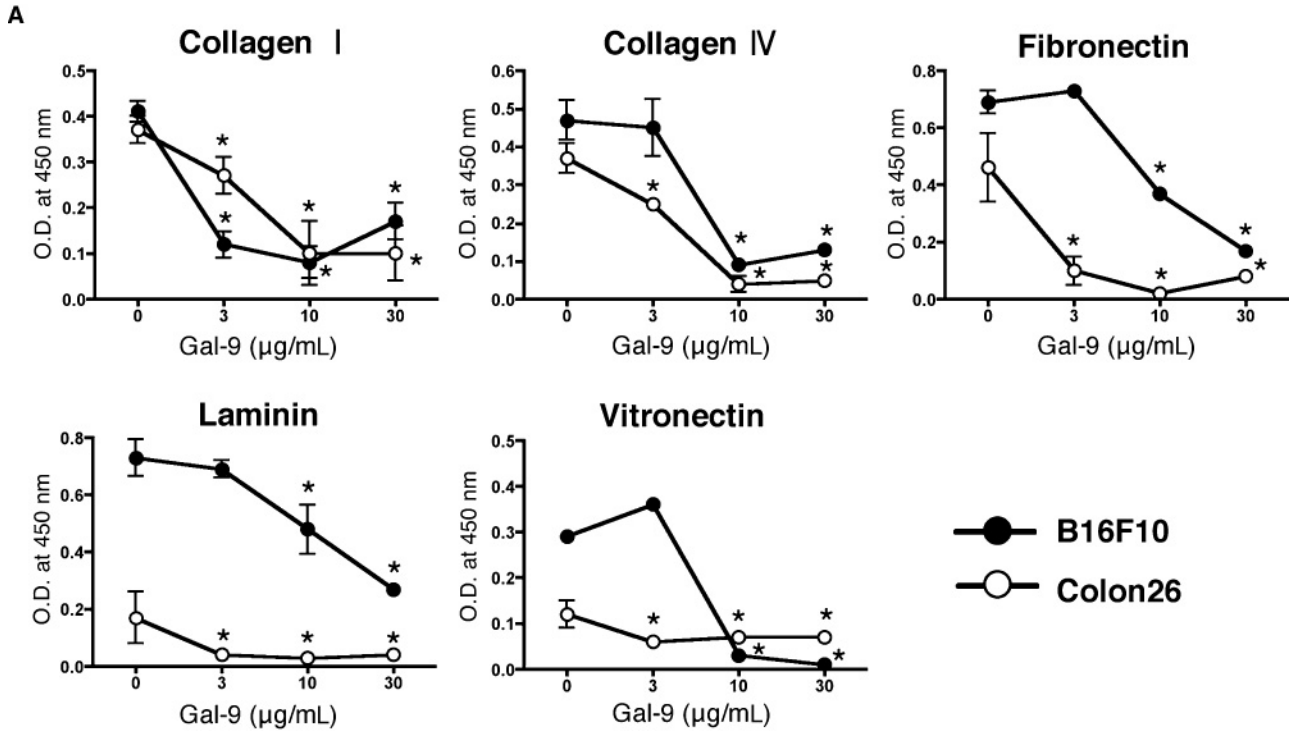 A
Collagen Ⅰ
0.5
0.4
0.3
0.2
0.1
0.0
O.D. at 450 nm
* * * * * *
0 3 10 30
Gal-9 (µg/mL)
Collagen Ⅳ
0.6
0.5
0.4
0.3
0.2
0.1
0.0
O.D. at 450 nm
* * * * *
0 3 10 30
Gal-9 (µg/mL)
Fibronectin
0.8
0.6
0.4
0.2
0.0
O.D. at 450 nm
* * * * *
0 3 10 30
Gal-9 (µg/mL)
Laminin
0.8
0.6
0.4
0.2
0.0
O.D. at 450 nm
* * * * *
0 3 10 30
Gal-9 (µg/mL)
Vitronectin
0.5
0.4
0.3
0.2
0.1
0.0
O.D. at 450 nm
* * * * *
0 3 10 30
Gal-9 (µg/mL)
B16F10
Colon26